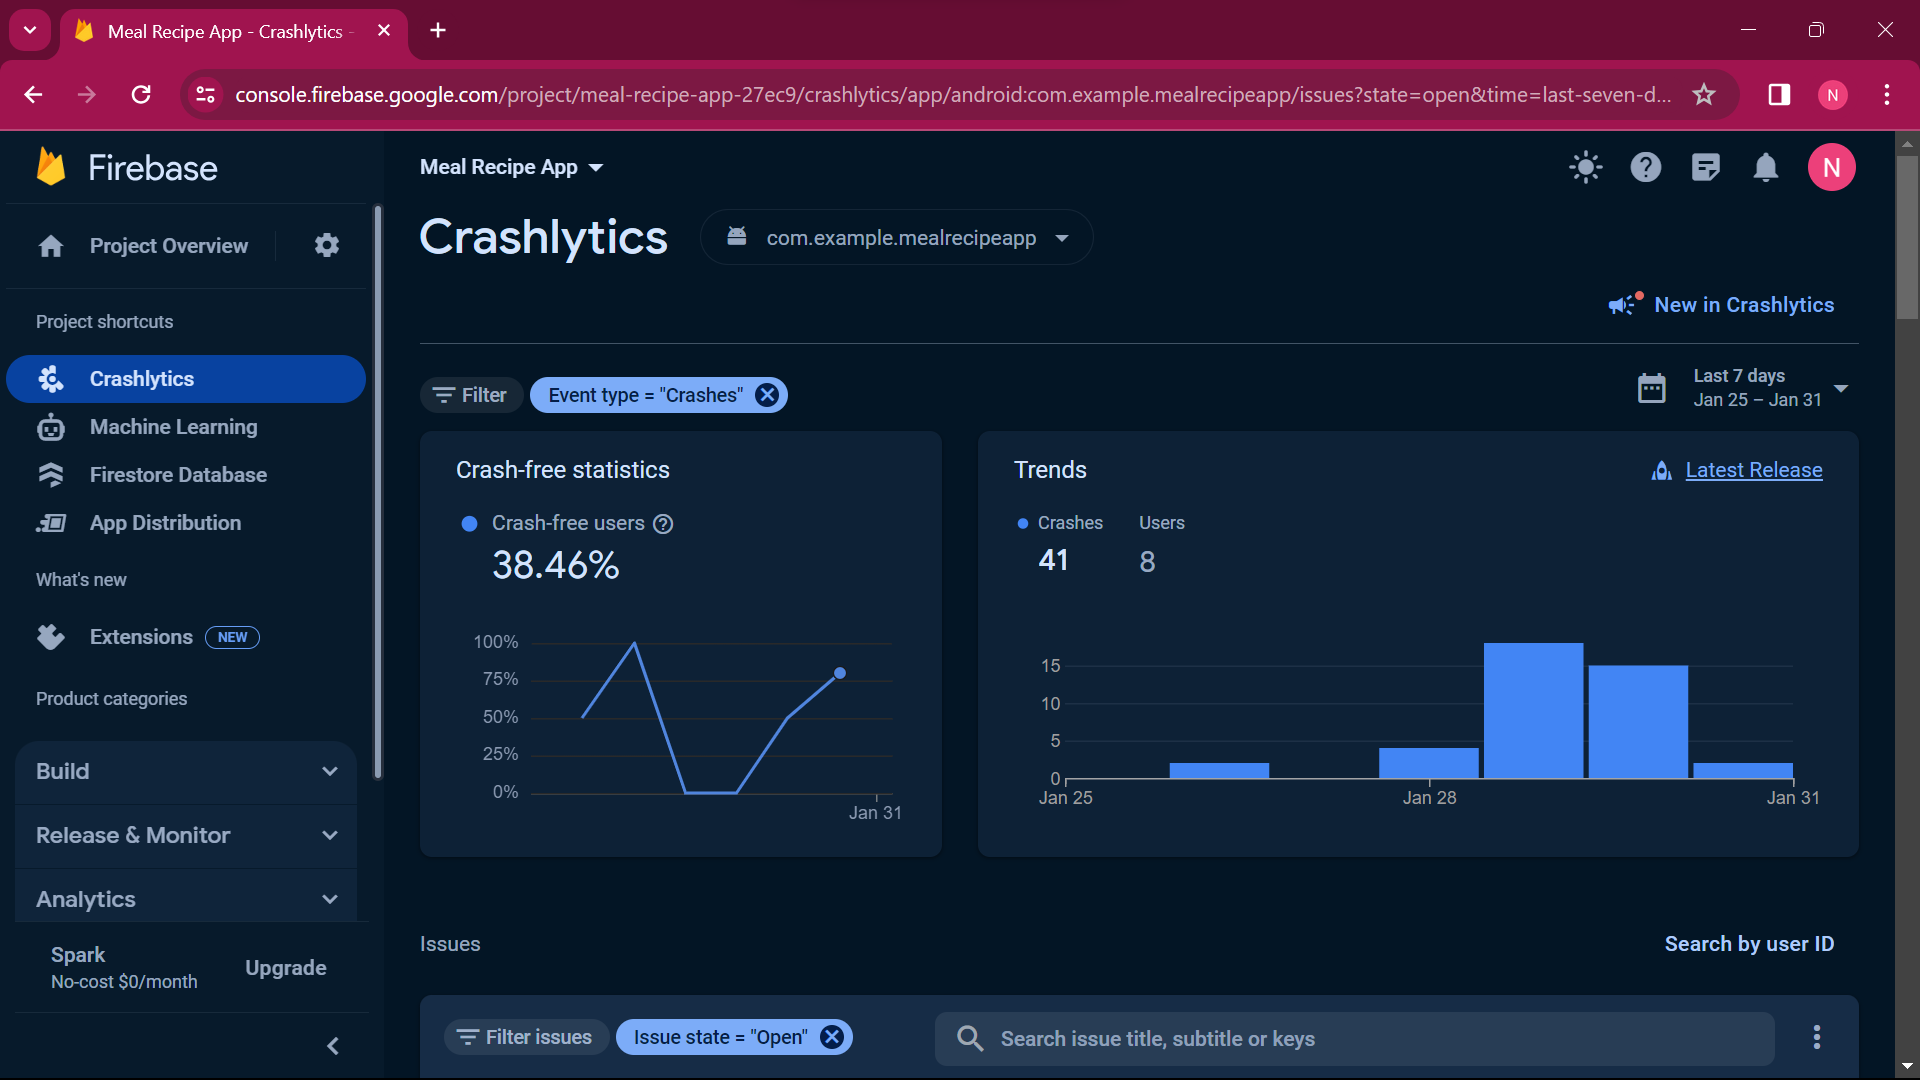 Meal Recipe App - Crashlytics -
console.firebase.google.com/project/meal-recipe-app-27ec9/crashlytics/app/android:com.example.mealrecipeapp/issues?state=open&time=last-seven-d...
N
Firebase
Meal Recipe App
N
Project Overview
Crashlytics
com.example.mealrecipeapp
New in Crashlytics
Project shortcuts
Crashlytics
Machine Learning
Firestore Database
App Distribution
What's new
Extensions NEW
Product categories
Build
Release & Monitor
Analytics
Spark
No-cost $0/month
Upgrade
Filter
Event type = "Crashes"
Last 7 days
Jan 25 – Jan 31
Crash-free statistics
Crash-free users
38.46%
100%
75%
50%
25%
0%
Jan 31
Trends
Latest Release
Crashes Users
41 8
15
10
5
0
Jan 25 Jan 28 Jan 31
Issues
Search by user ID
Filter issues
Issue state = "Open"
Search issue title, subtitle or keys